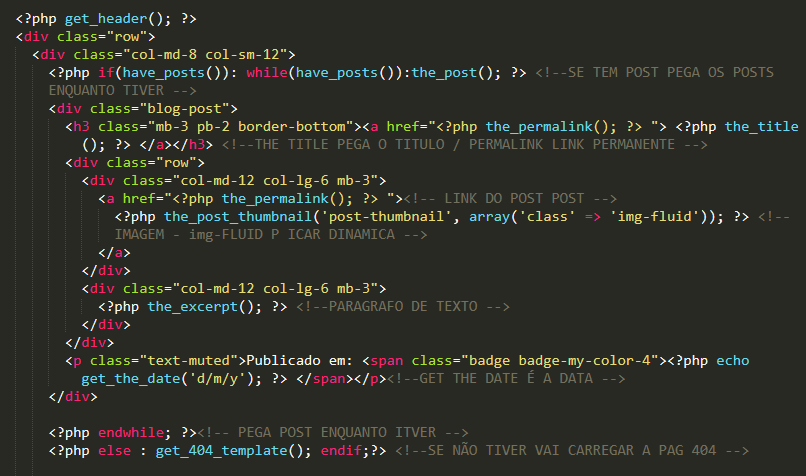 <?php get_header(); ?>
<div class="row">
<div class="col-md-8 col-sm-12">
<?php if(have_posts()): while(have_posts()):the_post(); ?> <!--SE TEM POST PEGA OS POSTS
ENQUANTO TIVER -->
<div class="blog-post">
<h3 class="mb-3 pb-2 border-bottom"><a href="<?php the_permalink(); ?> "> <?php the_title
(); ?> </a></h3> <!--THE TITLE PEGA O TITULO / PERMALINK LINK PERMANENTE -->
<div class="row">
<div class="col-md-12 col-lg-6 mb-3">
<a href="<?php the_permalink(); ?> "><!-- LINK DO POST POST -->
<?php the_post_thumbnail('post-thumbnail', array('class' => 'img-fluid')); ?> <!--
IMAGEM - img-FLUID P ICAR DINAMICA -->
</a>
</div>
<div class="col-md-12 col-lg-6 mb-3">
<?php the_excerpt(); ?> <!--PARAGRAFO DE TEXTO -->
</div>
</div>
<p class="text-muted">Publicado em: <span class="badge badge-my-color-4"><?php echo
get_the_date('d/m/y'); ?> </span></p><!--GET THE DATE É A DATA -->
</div>
<?php endwhile; ?><!-- PEGA POST ENQUANTO ITVER -->
<?php else : get_404_template(); endif;?> <!--SE NÃO TIVER VAI CARREGAR A PAG 404 -->